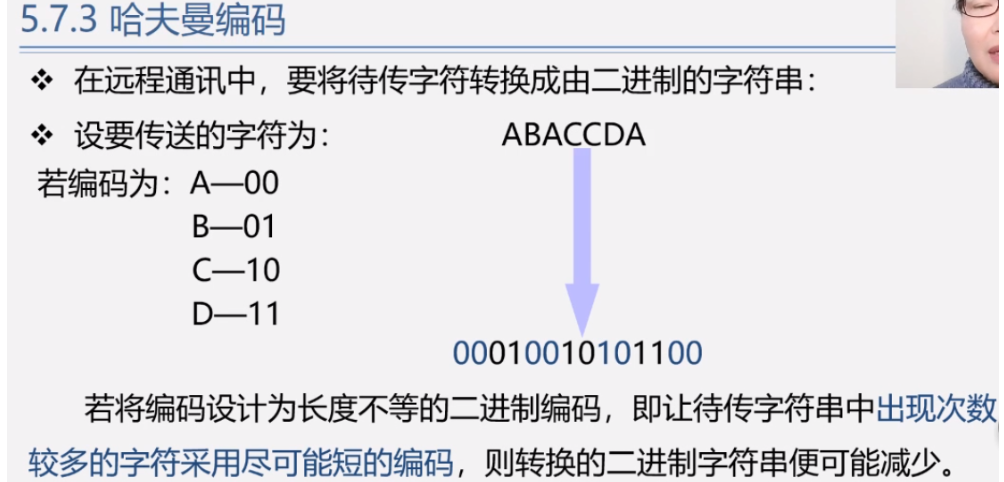 5.7.3 哈夫曼编码
❖ 在远程通讯中，要将待传字符转换成由二进制的字符串：
❖ 设要传送的字符为： ABACCDA
若编码为：A—00
B—01
C—10
D—11
00010010101100
若将编码设计为长度不等的二进制编码，即让待传字符串中出现次数
较多的字符采用尽可能短的编码，则转换的二进制字符串便可能减少。